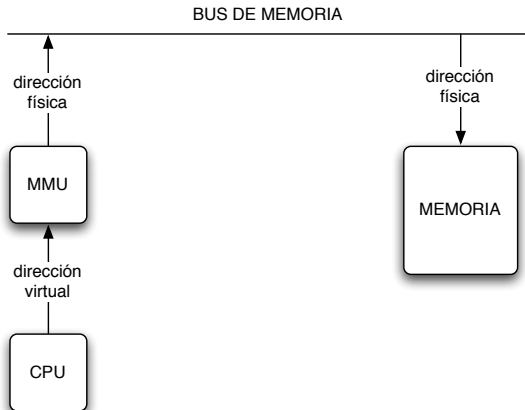 BUS DE MEMORIA
dirección
física
dirección
física
MMU
MEMORIA
dirección
virtual
CPU